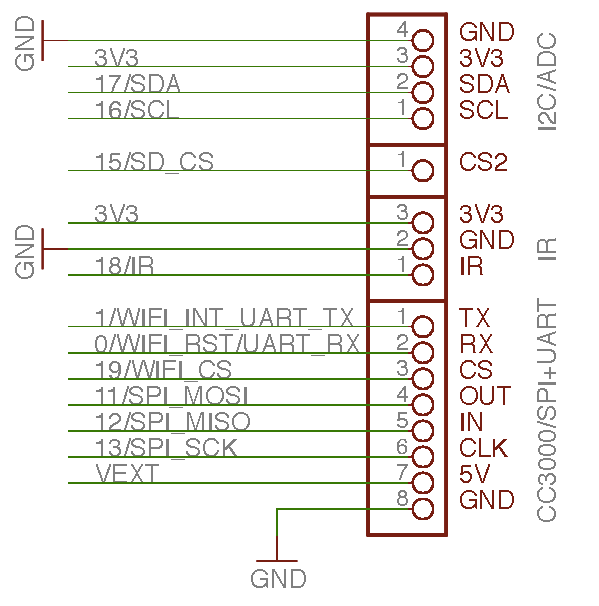 GND 4 GND
3V3 3 3V3
17/SDA 2 SDA
16/SCL 1 SCL
I2C/ADC
15/SD_CS 1 CS2
3V3 3 3V3
GND 2 GND
18/IR 1 IR
IR
1/WIFI_INT_UART_TX 1 TX
0/WIFI_RST/UART_RX 2 RX
19/WIFI_CS 3 CS
11/SPI_MOSI 4 OUT
12/SPI_MISO 5 IN
13/SPI_SCK 6 CLK
VEXT 7 5V
8 GND
CC3000/SPI+UART
GND